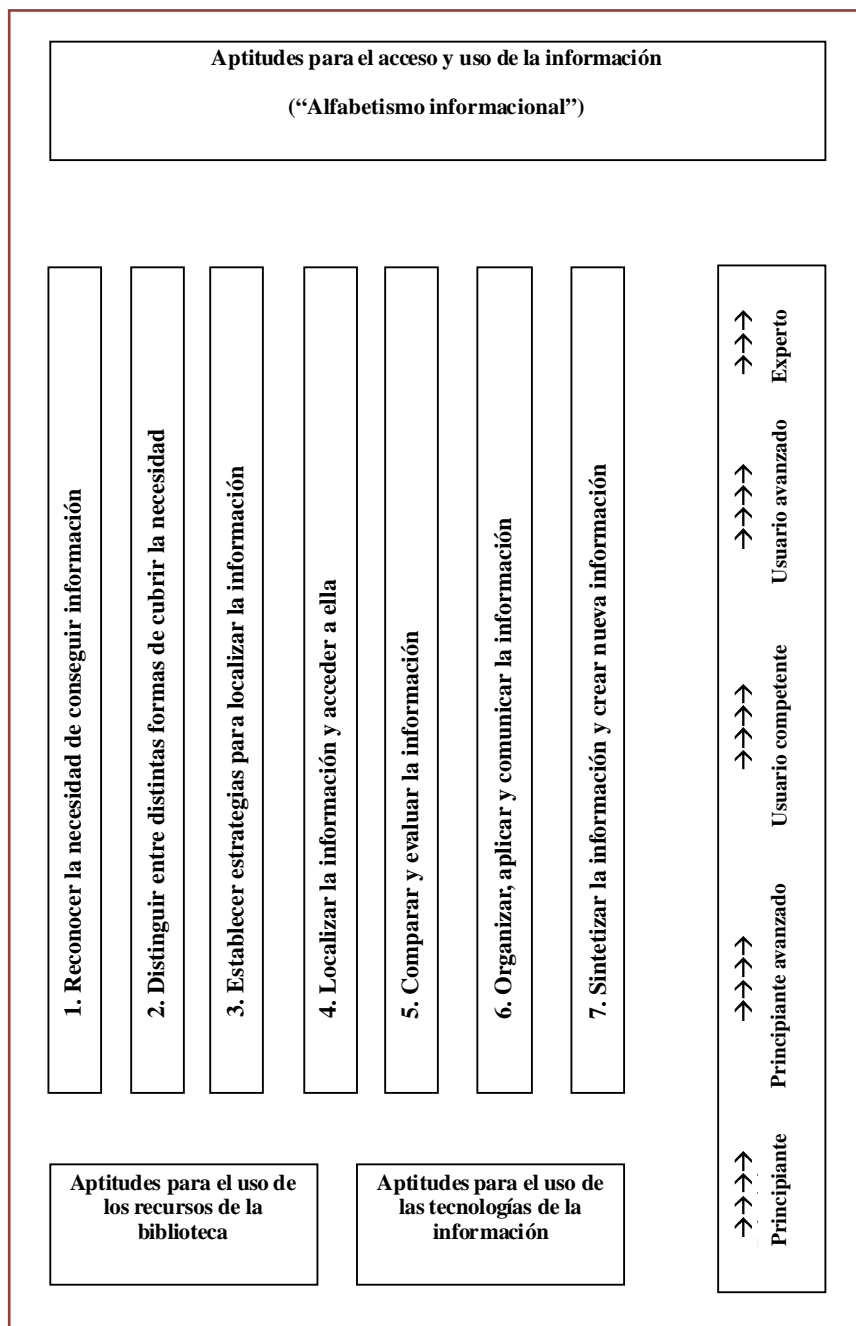 Aptitudes para el acceso y uso de la información
(“Alfabetismo informacional”)
1. Reconocer la necesidad de conseguir información
2. Distinguir entre distintas formas de cubrir la necesidad
3. Establecer estrategias para localizar la información
4. Localizar la información y acceder a ella
5. Comparar y evaluar la información
6. Organizar, aplicar y comunicar la información
7. Sintetizar la información y crear nueva información
Aptitudes para el uso de
los recursos de la
biblioteca
Aptitudes para el uso de
las tecnologías de la
información
→→→→→
Principiante
→→→→
Principiante avanzado
→→→→
Usuario competente
→→→→
Usuario avanzado
→→→
Experto